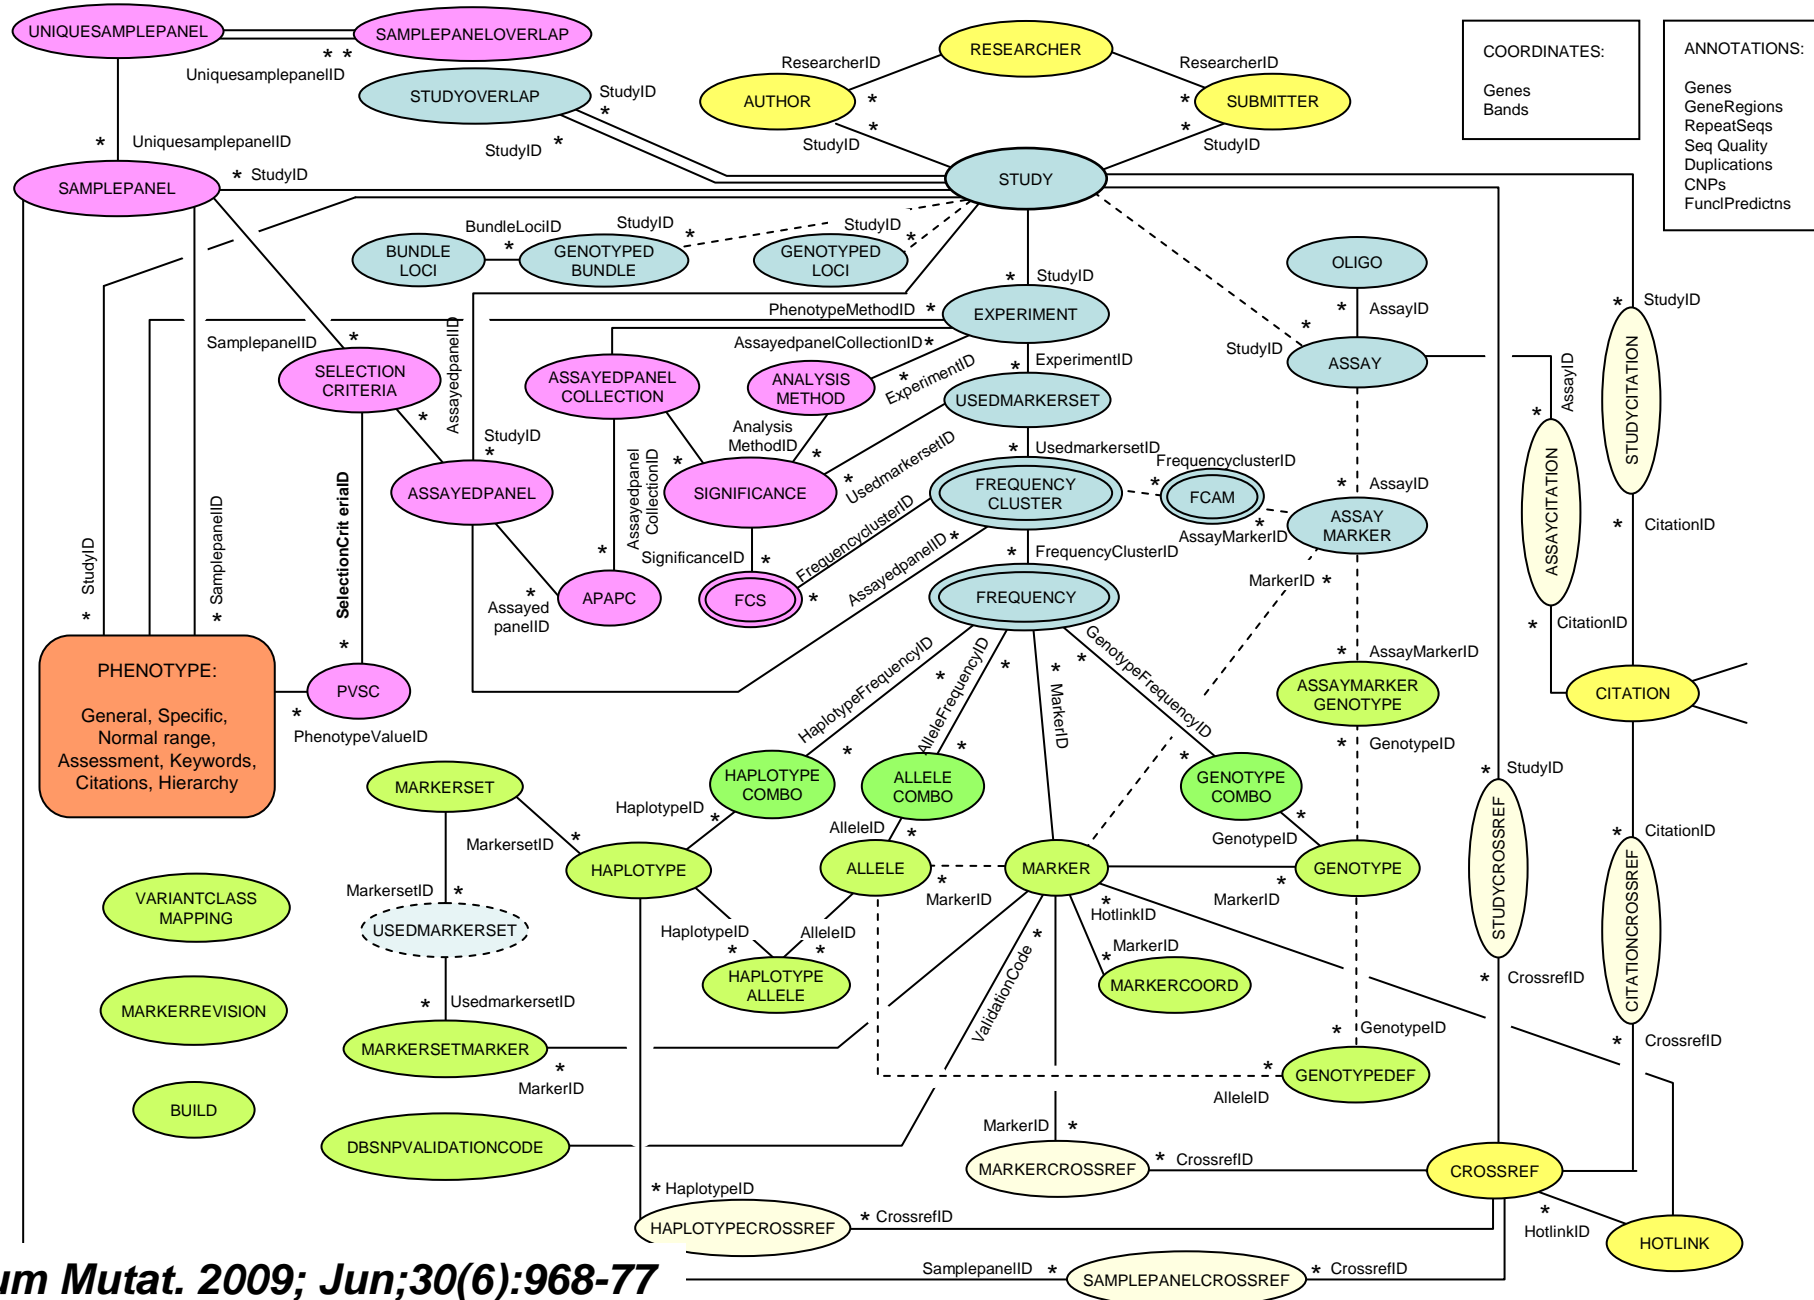 UNIQUESAMPLEPANEL
SAMPLEPANELOVERLAP
* *
UniquesamplepanelID
STUDYOVERLAP
StudyID
*
*
StudyID
RESEARCHER
ResearcherID
ResearcherID
AUTHOR
*
*
SUBMITTER
*
StudyID
*
StudyID
COORDINATES:
Genes
Bands
ANNOTATIONS:
Genes
GeneRegions
RepeatSeqs
Seq Quality
Duplications
CNPs
FunclPredictns
* UniquesamplepanelID
SAMPLEPANEL
* StudyID
STUDY
BUNDLE
LOCI
BundleLociID
*
GENOTYPED
BUNDLE
StudyID
*
GENOTYPED
LOCI
StudyID
*
* StudyID
OLIGO
* AssayID
* StudyID
PhenotypeMethodID *
EXPERIMENT
*
StudyID
ASSAY
SamplepanelID
*
SELECTION
CRITERIA
AssayedpanelID
AssayedpanelCollectionID*
ASSAYEDPANEL
COLLECTION
ANALYSIS
METHOD
*
ExperimentID
* ExperimentID
USEDMARKERSET
AssayID
*
STUDYCITATION
*
StudyID
*
Analysis
MethodID
*
*
*
UsedmarkersetID
* UsedmarkersetID
FrequencyclusterID
*
ASSAYEDPANEL
Assayedpanel
CollectionID
*
SIGNIFICANCE
FREQUENCY
CLUSTER
FCAM
* AssayID
ASSAY
MARKER
*
AssayMarkerID
ASSAYCITATION
* CitationID
SelectionCrit eriaID
*
SamplepanelID
*
StudyID
*
SignificanceID
*
FrequencyclusterID
*
AssayedpanelID
*
* FrequencyClusterID
MarkerID *
*
Assayed
panelID
APAPC
FCS
FREQUENCY
* CitationID
PHENOTYPE:
General, Specific,
Normal range,
Assessment, Keywords,
Citations, Hierarchy
PVSC
*
PhenotypeValueID
HaplotypeFrequencyID
*
*
AlleleFrequencyID
*
*
*
MarkerID
*
GenotypeFrequencyID
*
* AssayMarkerID
ASSAYMARKER
GENOTYPE
* GenotypeID
CITATION
MARKERSET
HAPLOTYPE
COMBO
ALLELE
COMBO
GENOTYPE
COMBO
* StudyID
HaplotypeID
*
AlleleID
*
*
GenotypeID
* CitationID
MarkersetID
*
HAPLOTYPE
ALLELE
*
MarkerID
MARKER
*
MarkerID
GENOTYPE
STUDYCROSSREF
CITATIONCROSSREF
VARIANTCLASS
MAPPING
MarkersetID *
USEDMARKERSET
HaplotypeID
*
AlleleID
*
HAPLOTYPE
ALLELE
*
HotlinkID
*
ValidationCode
MarkerID
*
MARKERCOORD
* CrossrefID
MARKERREVISION
* UsedmarkersetID
MARKERSETMARKER
*
MarkerID
* GenotypeID
GENOTYPEDEF
*
AlleleID
* CrossrefID
BUILD
DBSNPVALIDATIONCODE
MarkerID *
MARKERCROSSREF
* CrossrefID
CROSSREF
* HaplotypeID
HAPLOTYPECROSSREF
* CrossrefID
*
HotlinkID
HOTLINK
SamplepanelID *
SAMPLEPANELCROSSREF
* CrossrefID
um Mutat. 2009; Jun;30(6):968-77